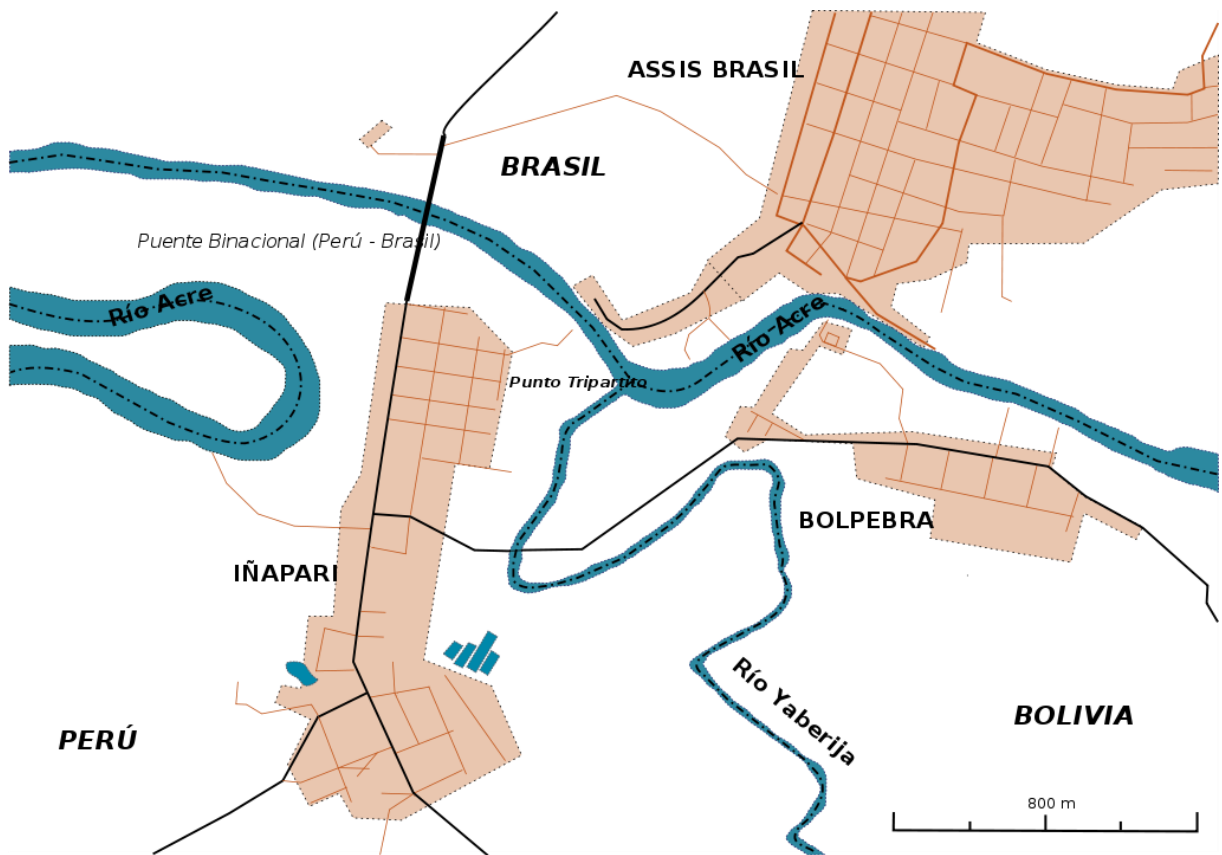 ASSIS BRASIL
BRASIL
Puente Binacional (Perú - Brasil)
Río Acre
Río Acre
Punto Tripartito
BOLPEBRA
IÑAPARI
Río Yaberija
PERÚ
BOLIVIA
800 m